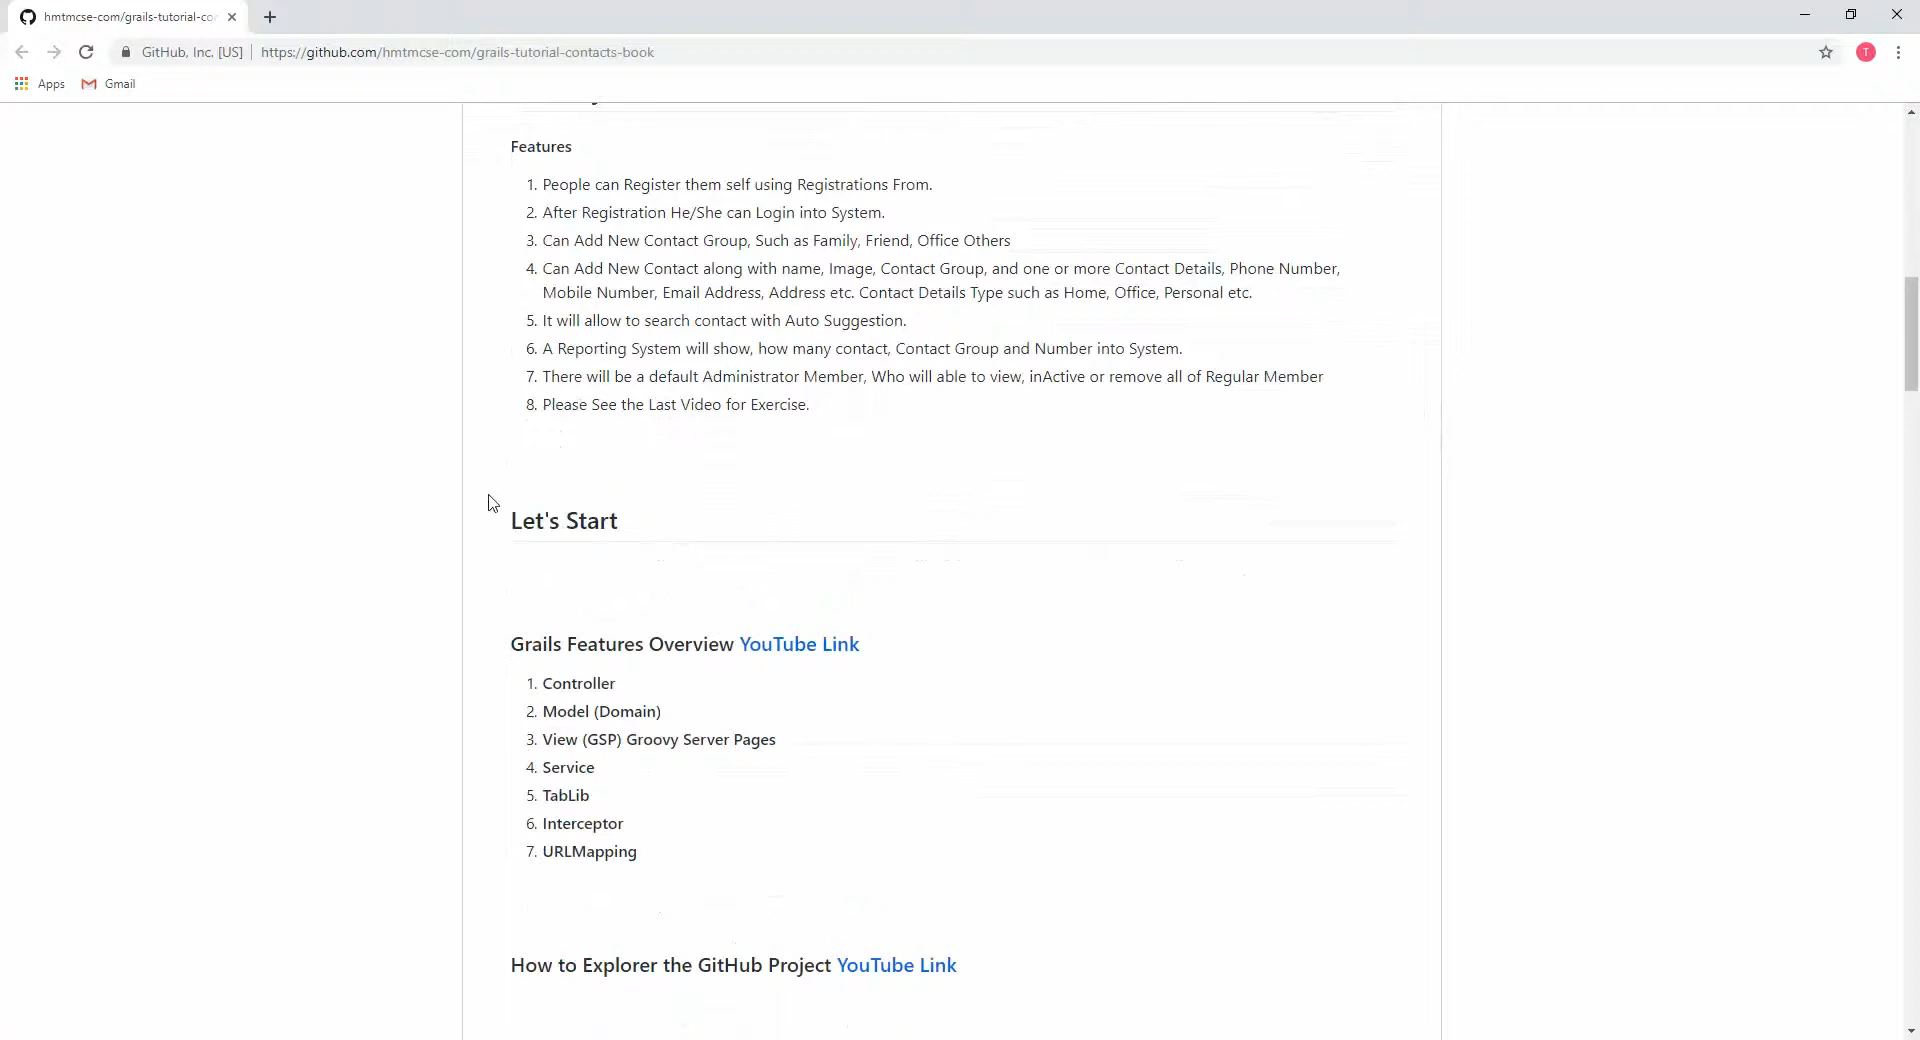 hmtmcse-com/grails-tutorial-co
GitHub, Inc. [US] https://github.com/hmtmcse-com/grails-tutorial-contacts-book
T
Apps Gmail
Features
1. People can Register them self using Registrations From.
2. After Registration He/She can Login into System.
3. Can Add New Contact Group, Such as Family, Friend, Office Others
4. Can Add New Contact along with name, Image, Contact Group, and one or more Contact Details, Phone Number,
Mobile Number, Email Address, Address etc. Contact Details Type such as Home, Office, Personal etc.
5. It will allow to search contact with Auto Suggestion.
6. A Reporting System will show, how many contact, Contact Group and Number into System.
7. There will be a default Administrator Member, Who will able to view, inActive or remove all of Regular Member
8. Please See the Last Video for Exercise.
Let's Start
Grails Features Overview YouTube Link
1. Controller
2. Model (Domain)
3. View (GSP) Groovy Server Pages
4. Service
5. TabLib
6. Interceptor
7. URLMapping
How to Explorer the GitHub Project YouTube Link